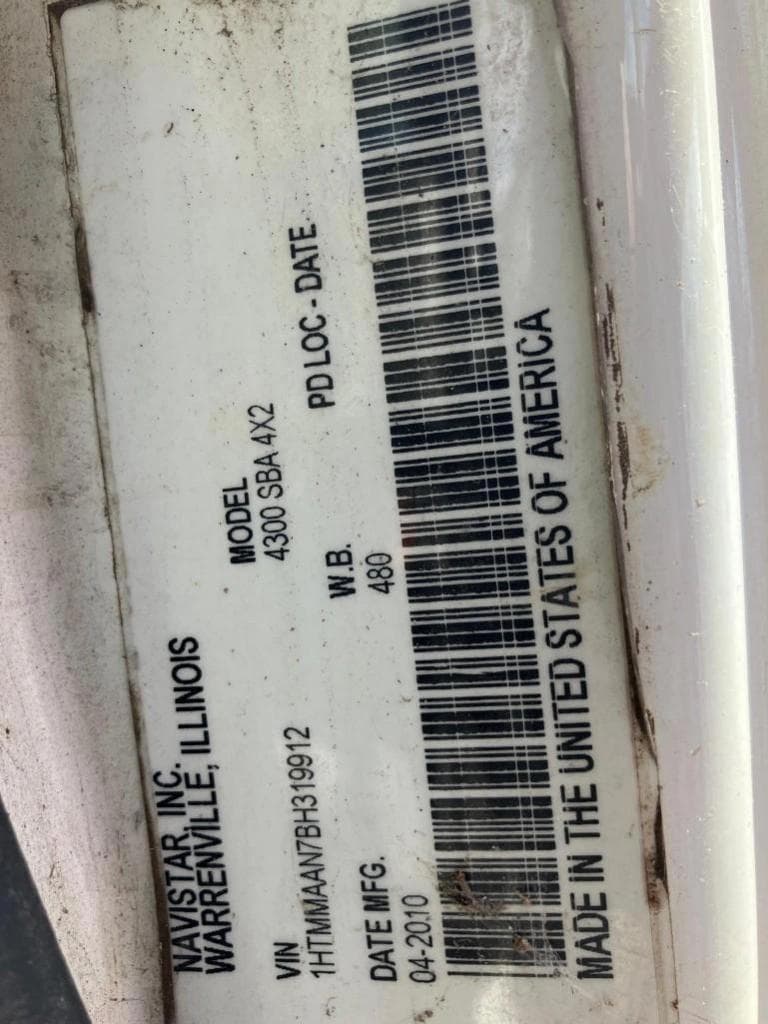 NAVISTAR, INC.
WARRENVILLE, ILLINOIS
MODEL
4300 SBA 4X2
VIN
1HTMMAAN7BH319912
W.B.
480
PD LOC - DATE
DATE MFG.
04-2010
MADE IN THE UNITED STATES OF AMERICA